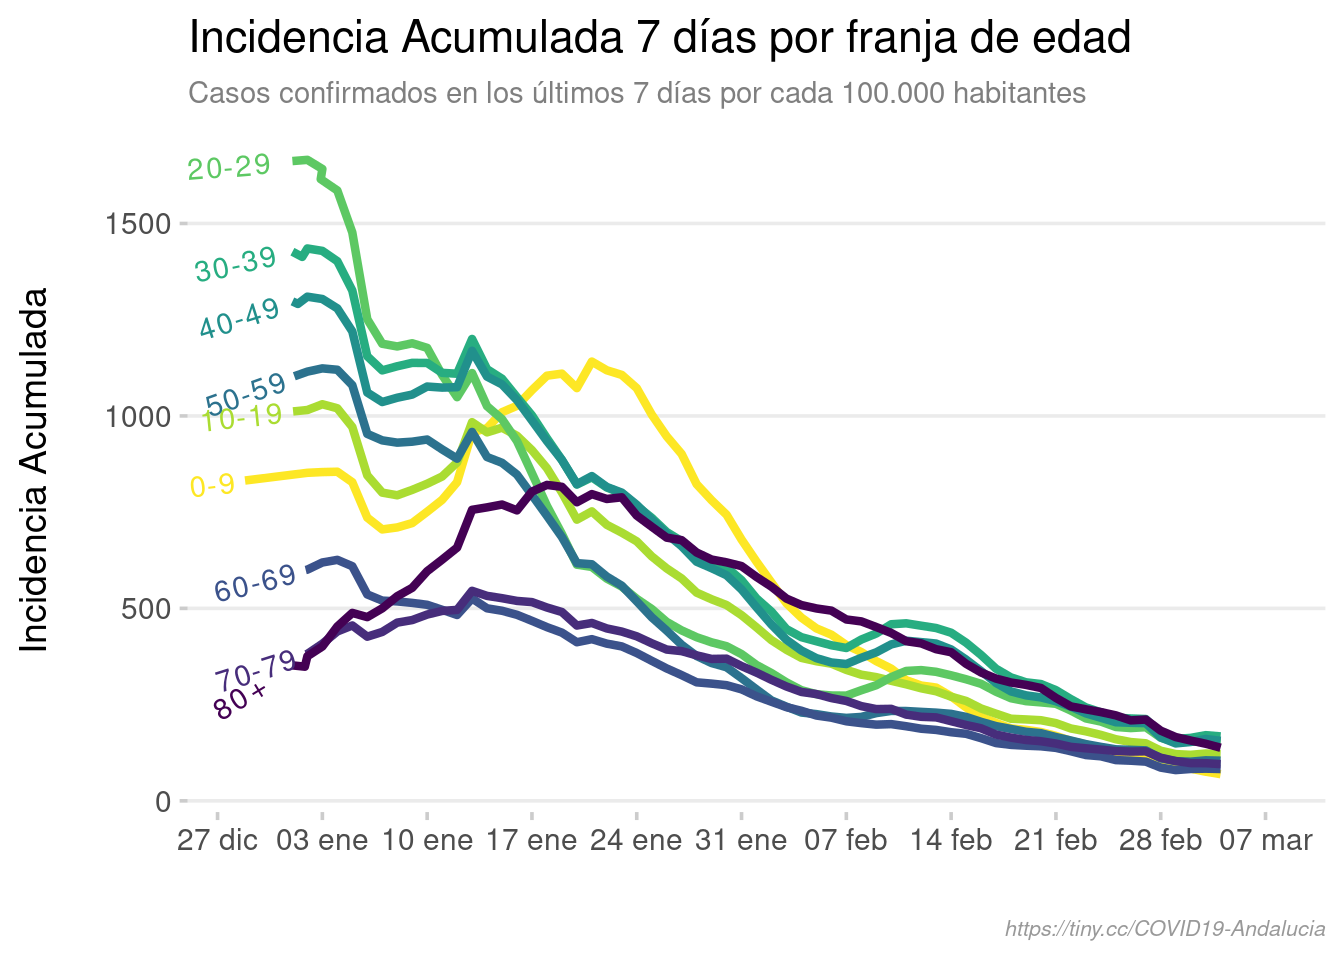 Incidencia Acumulada 7 días por franja de edad
Casos confirmados en los últimos 7 días por cada 100.000 habitantes
Incidencia Acumulada
1500
1000
500
0
20-29
30-39
40-49
50-59
10-19
0-9
60-69
70-79
80+
27 dic 03 ene 10 ene 17 ene 24 ene 31 ene 07 feb 14 feb 21 feb 28 feb 07 mar
https://tiny.cc/COVID19-Andalucia